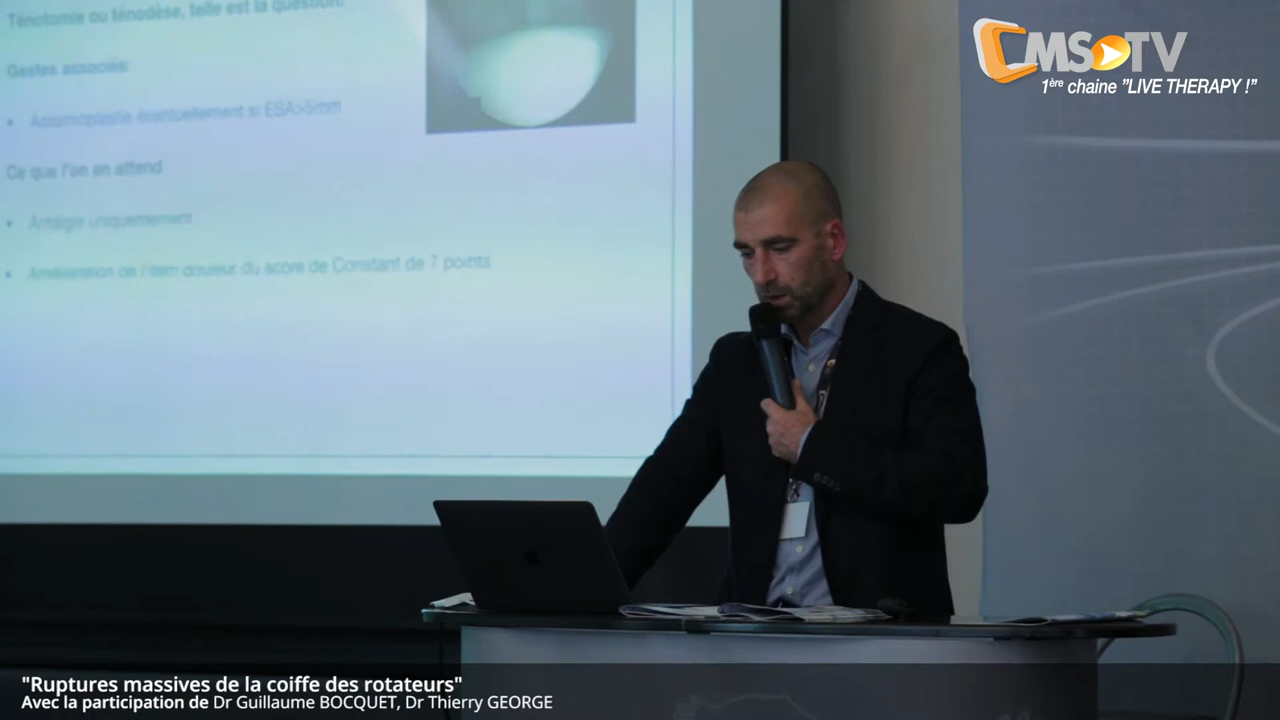 Ténotomie ou ténodèse, telle est la question.
Gestes associés:
• Acromioplastie éventuellement si ESA>5mm
Ce que l'on en attend
• Antalgie uniquement
• Amélioration de l'item douleur du score de Constant de 7 points
CMS TV
1ère chaine "LIVE THERAPY !"
"Ruptures massives de la coiffe des rotateurs"
Avec la participation de Dr Guillaume BOCQUET, Dr Thierry GEORGE